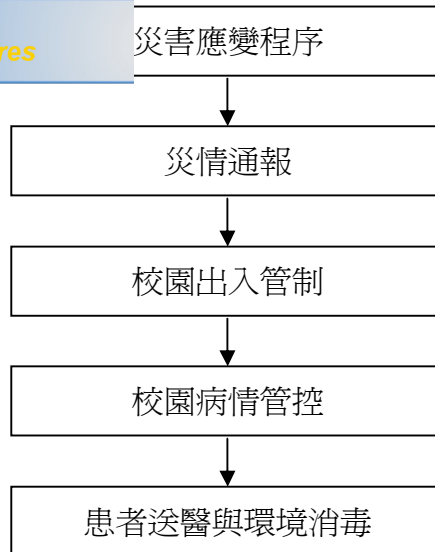 災害應變程序
災情通報
校園出入管制
校園病情管控
患者送醫與環境消毒